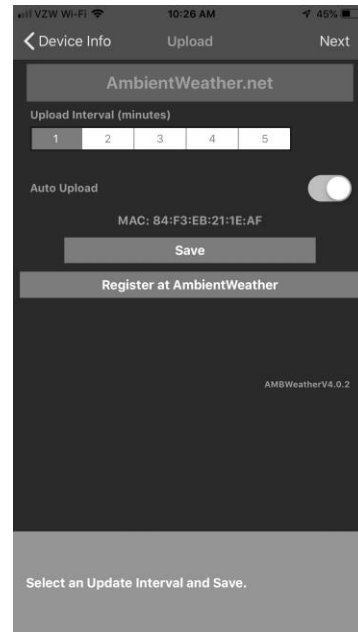 VZW Wi-Fi 10:26 AM 45%
Device Info Upload Next
AmbientWeather.net
Upload Interval (minutes)
1 2 3 4 5
Auto Upload
MAC: 84:F3:EB:21:1E:AF
Save
Register at AmbientWeather
AMBWeatherV4.0.2
Select an Update Interval and Save.